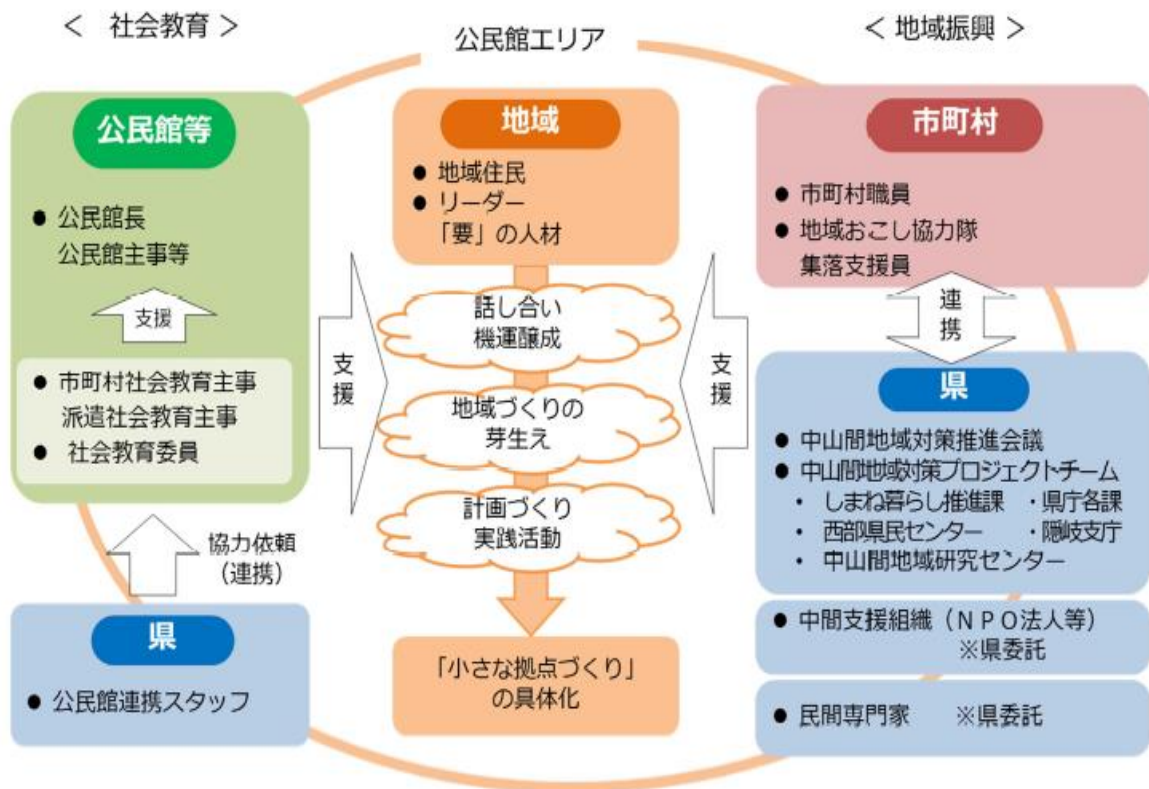 < 社会教育 >
公民館エリア
< 地域振興 >
公民館等
● 公民館長
公民館主事等
支援
● 市町村社会教育主事
派遣社会教育主事
● 社会教育委員
協力依頼
(連携)
県
● 公民館連携スタッフ
支援
地域
● 地域住民
● リーダー
「要」の人材
話し合い
機運醸成
地域づくりの
芽生え
計画づくり
実践活動
「小さな拠点づくり」
の具体化
支援
市町村
● 市町村職員
● 地域おこし協力隊
集落支援員
連携
県
● 中山間地域対策推進会議
● 中山間地域対策プロジェクトチーム
・ しまね暮らし推進課 ・県庁各課
・ 西部県民センター ・隠岐支庁
・ 中山間地域研究センター
● 中間支援組織(NPO法人等)
※県委託
● 民間専門家 ※県委託